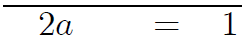 2a = 1